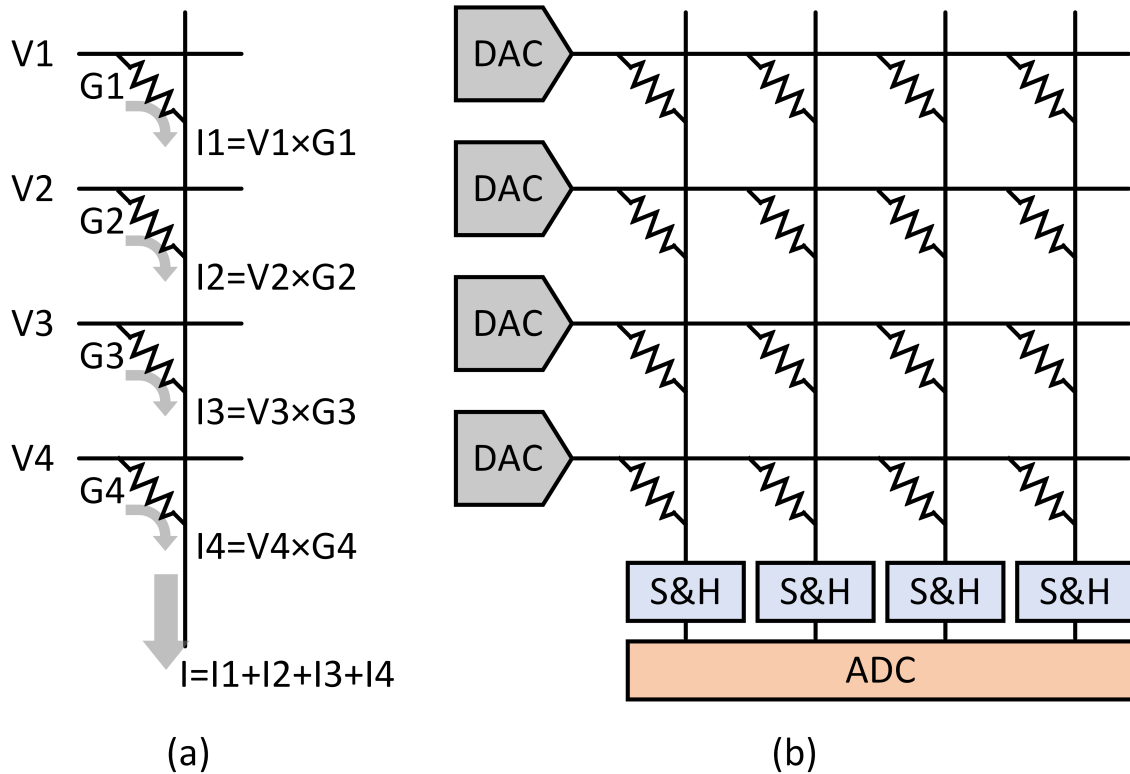 V1
G1
I1=V1×G1
V2
G2
I2=V2×G2
V3
G3
I3=V3×G3
V4
G4
I4=V4×G4
I=I1+I2+I3+I4
(a)
DAC
DAC
DAC
DAC
S&H S&H S&H S&H
ADC
(b)